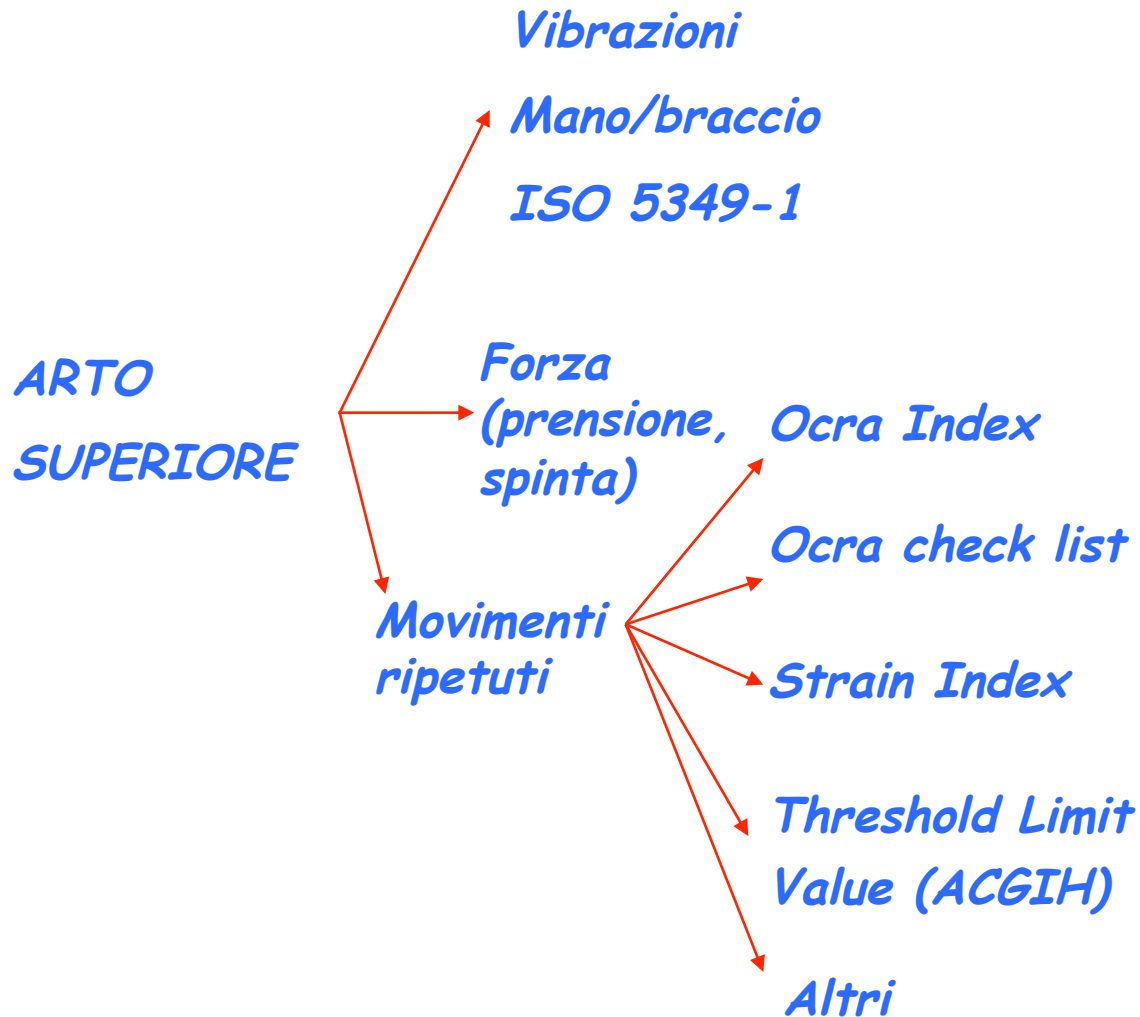 Vibrazioni
Mano/braccio
ISO 5349-1
ARTO
SUPERIORE
Forza
(prensione,
spinta)
Movimenti
ripetuti
Ocra Index
Ocra check list
Strain Index
Threshold Limit
Value (ACGIH)
Altri